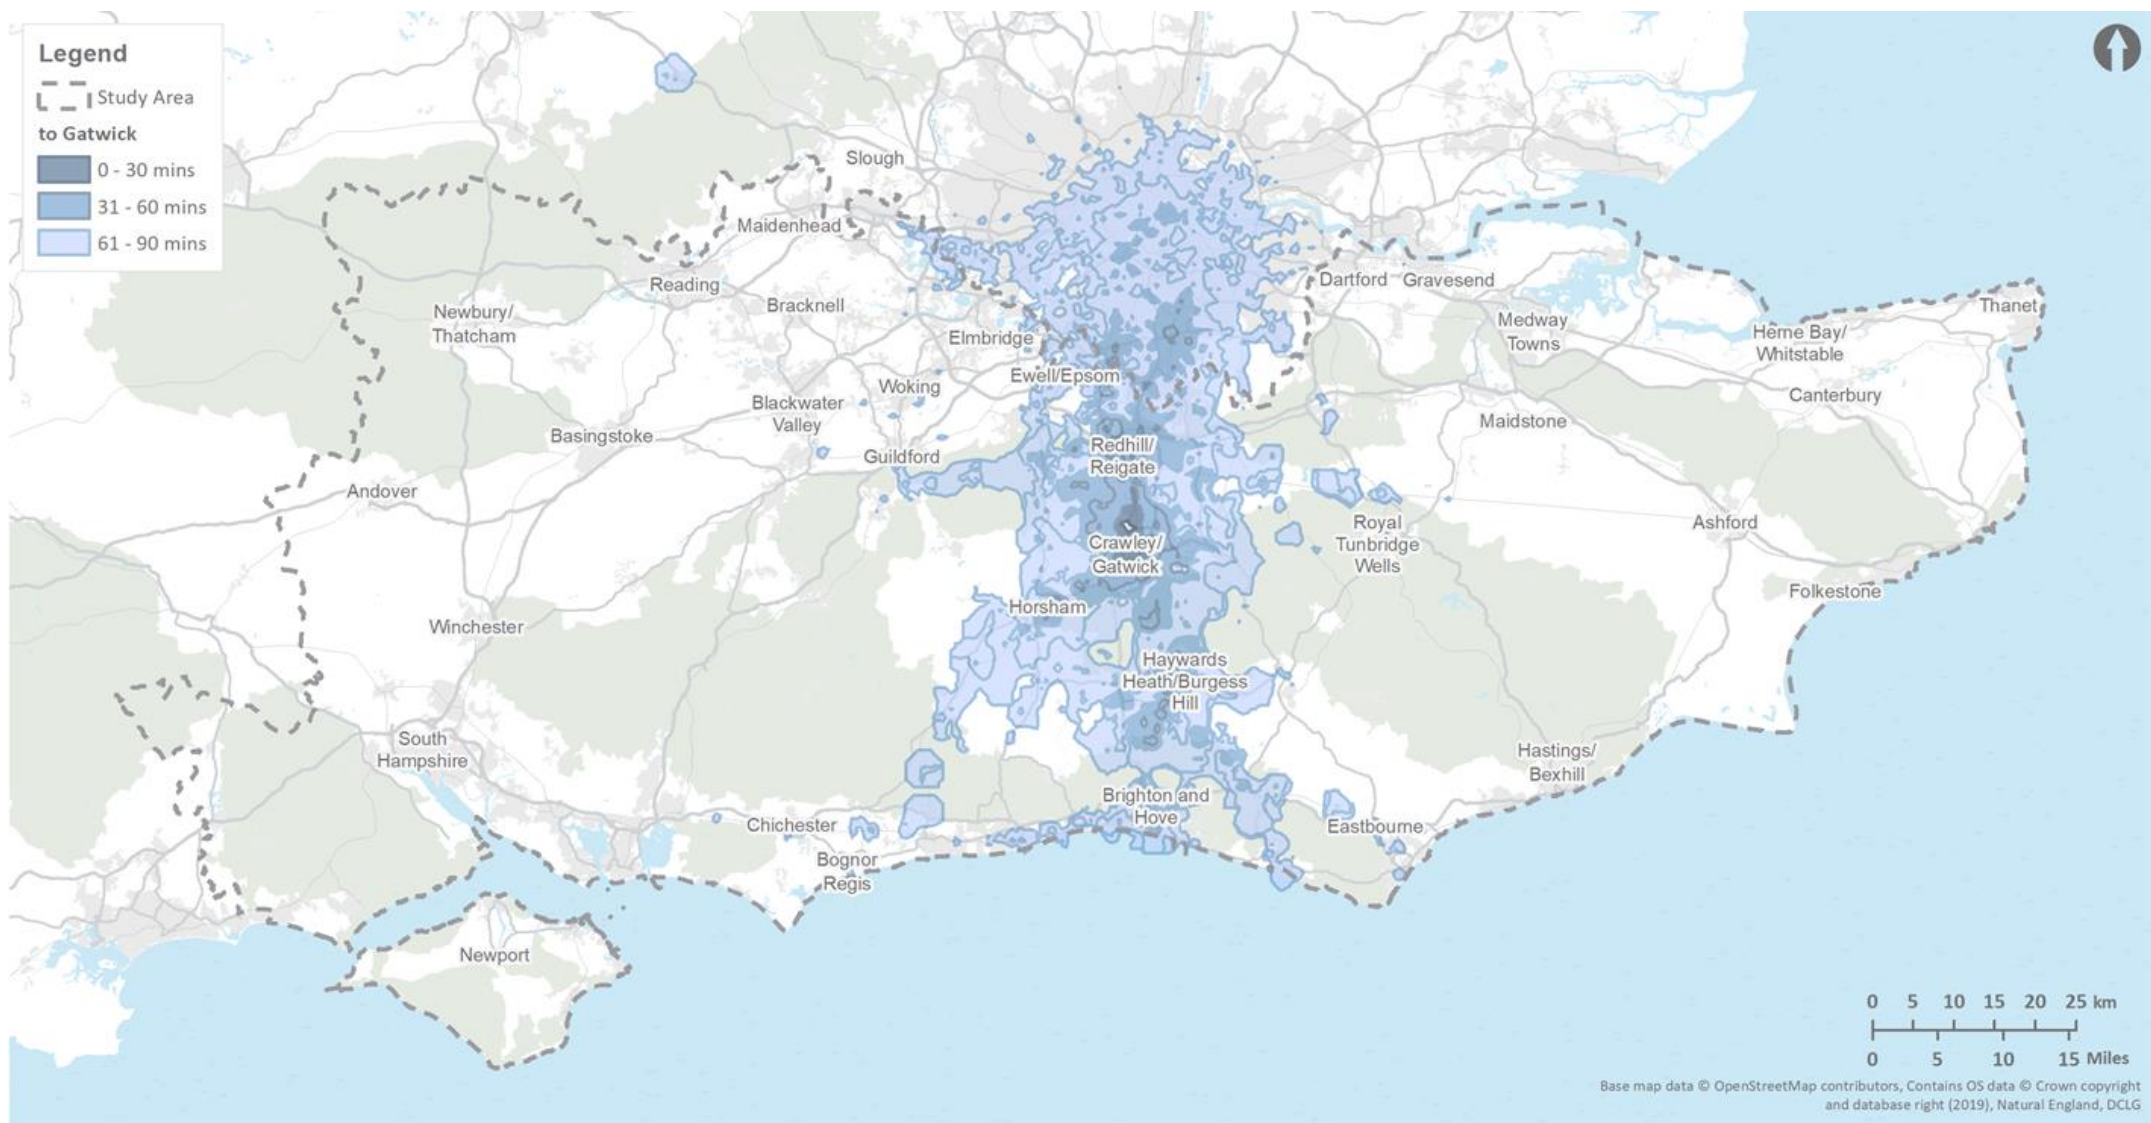 Legend
Study Area
to Gatwick
0 - 30 mins
31 - 60 mins
61 - 90 mins
Slough
Maidenhead
Reading
Bracknell
Newbury/
Thatcham
Elmbridge
Dartford
Gravesend
Thanet
Medway
Towns
Herne Bay/
Whitstable
Ewell/Epsom
Woking
Blackwater
Valley
Canterbury
Basingstoke
Maidstone
Guildford
Redhill/
Reigate
Andover
Royal
Tunbridge
Wells
Ashford
Crawley/
Gatwick
Folkestone
Horsham
Winchester
Haywards
Heath/Burgess
Hill
South
Hampshire
Hastings/
Bexhill
Brighton and
Hove
Chichester
Eastbourne
Bognor
Regis
Newport
0 5 10 15 20 25 km
0 5 10 15 Miles
Base map data © OpenStreetMap contributors, Contains OS data © Crown copyright
and database right (2019), Natural England, DCLG